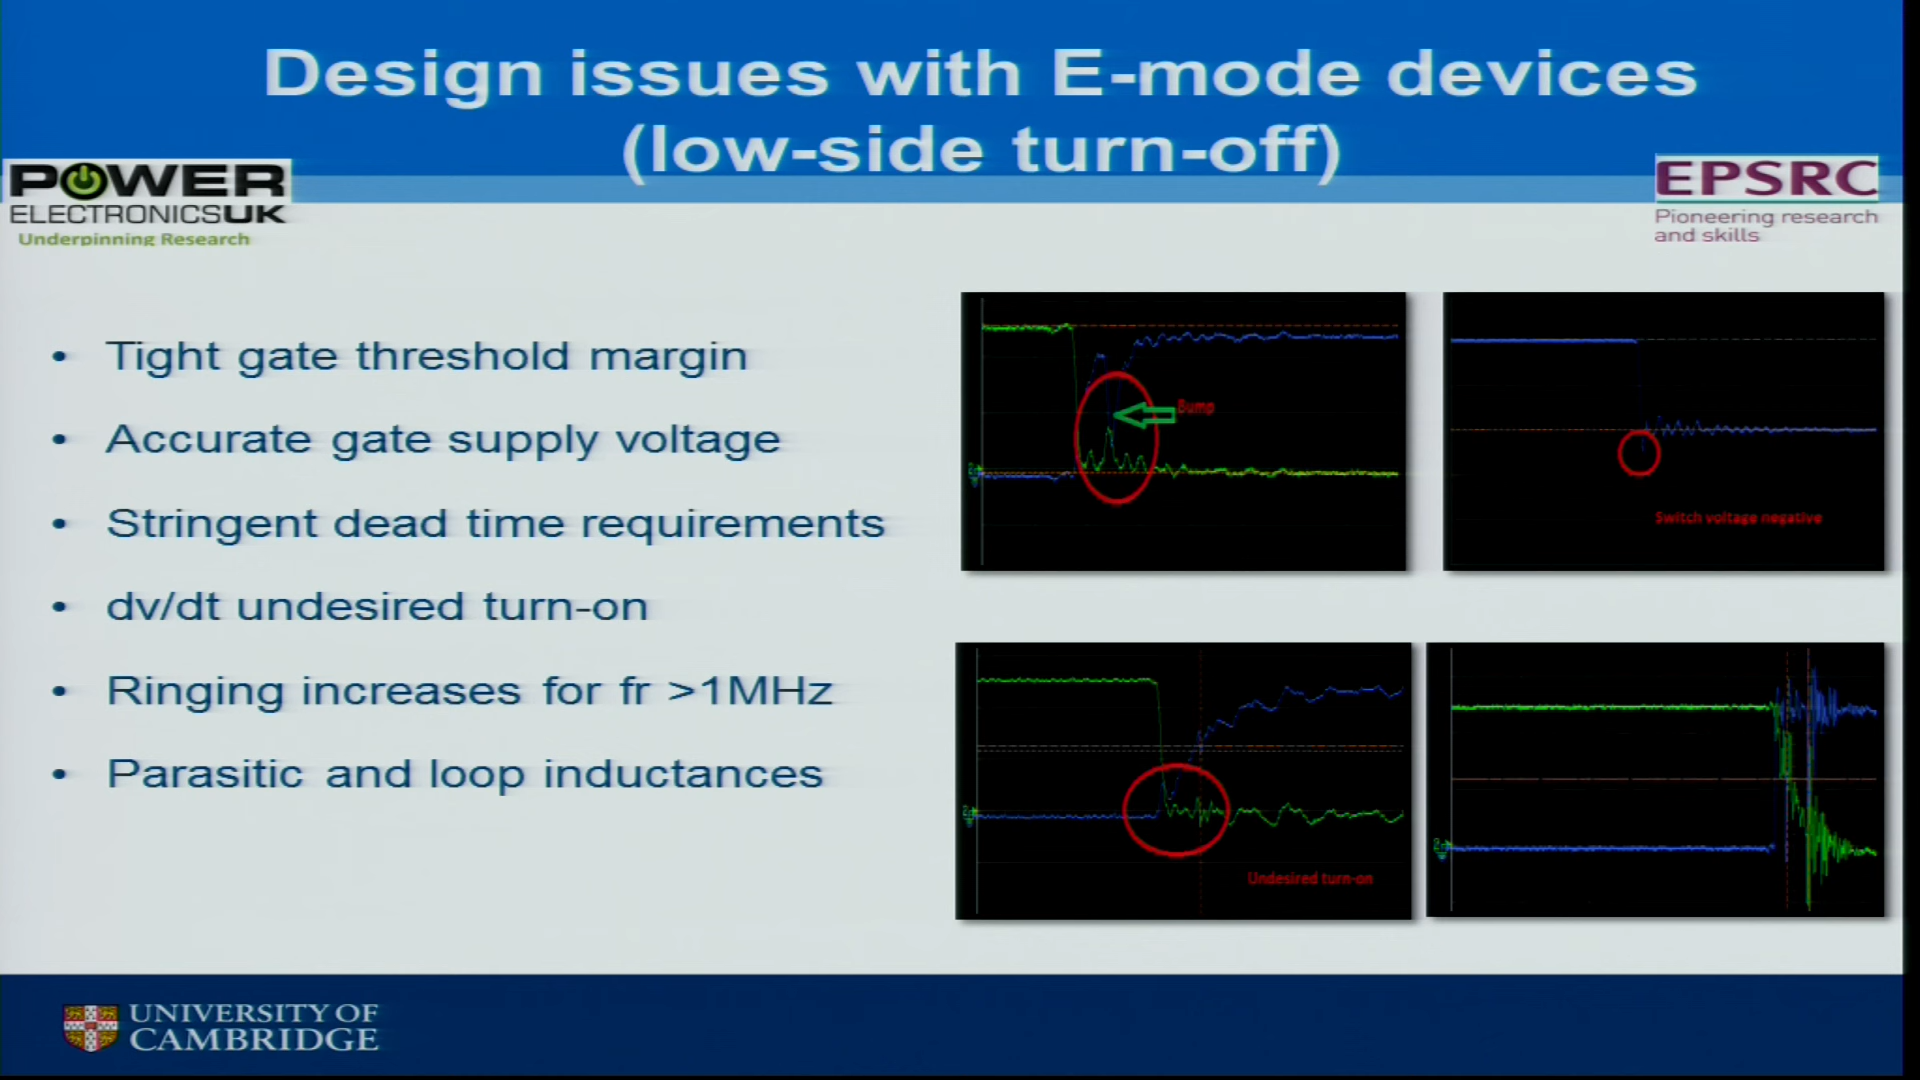 Design issues with E-mode devices
(low-side turn-off)
POWER
ELECTRONICSUK
Underpinning Research
EPSRC
Pioneering research
and skills
• Tight gate threshold margin
• Accurate gate supply voltage
• Stringent dead time requirements
• dv/dt undesired turn-on
• Ringing increases for fr >1MHz
• Parasitic and loop inductances
Bump
Switch voltage negative
Undesired turn-on
UNIVERSITY OF
CAMBRIDGE